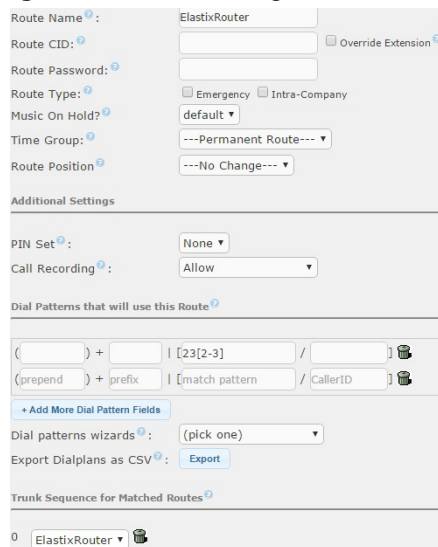 Route Name? : ElastixRouter
Route CID: ? Override Extension ?
Route Password: ?
Route Type: ? Emergency Intra-Company
Music On Hold? ? default
Time Group: ? ---Permanent Route---
Route Position ? ---No Change---
Additional Settings
PIN Set ? : None
Call Recording ? : Allow
Dial Patterns that will use this Route ?
( ) + | [ 23[2-3] / ]
( prepend ) + prefix | [ match pattern / CallerID ]
+ Add More Dial Pattern Fields
Dial patterns wizards ? : (pick one)
Export Dialplans as CSV ? : Export
Trunk Sequence for Matched Routes ?
0 ElastixRouter